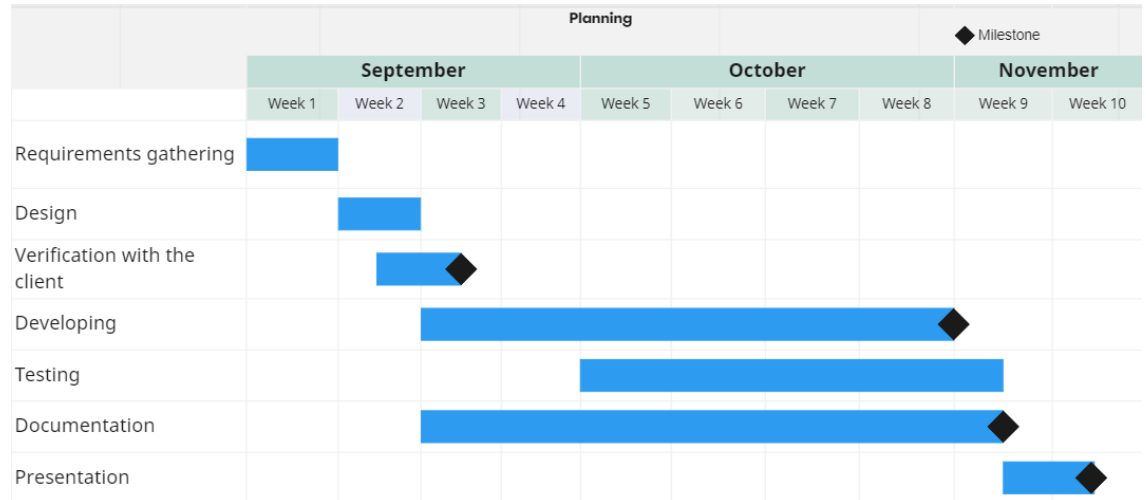 Planning
Milestone
September October November
Week 1 Week 2 Week 3 Week 4 Week 5 Week 6 Week 7 Week 8 Week 9 Week 10
Requirements gathering
Design
Verification with the
client
Developing
Testing
Documentation
Presentation